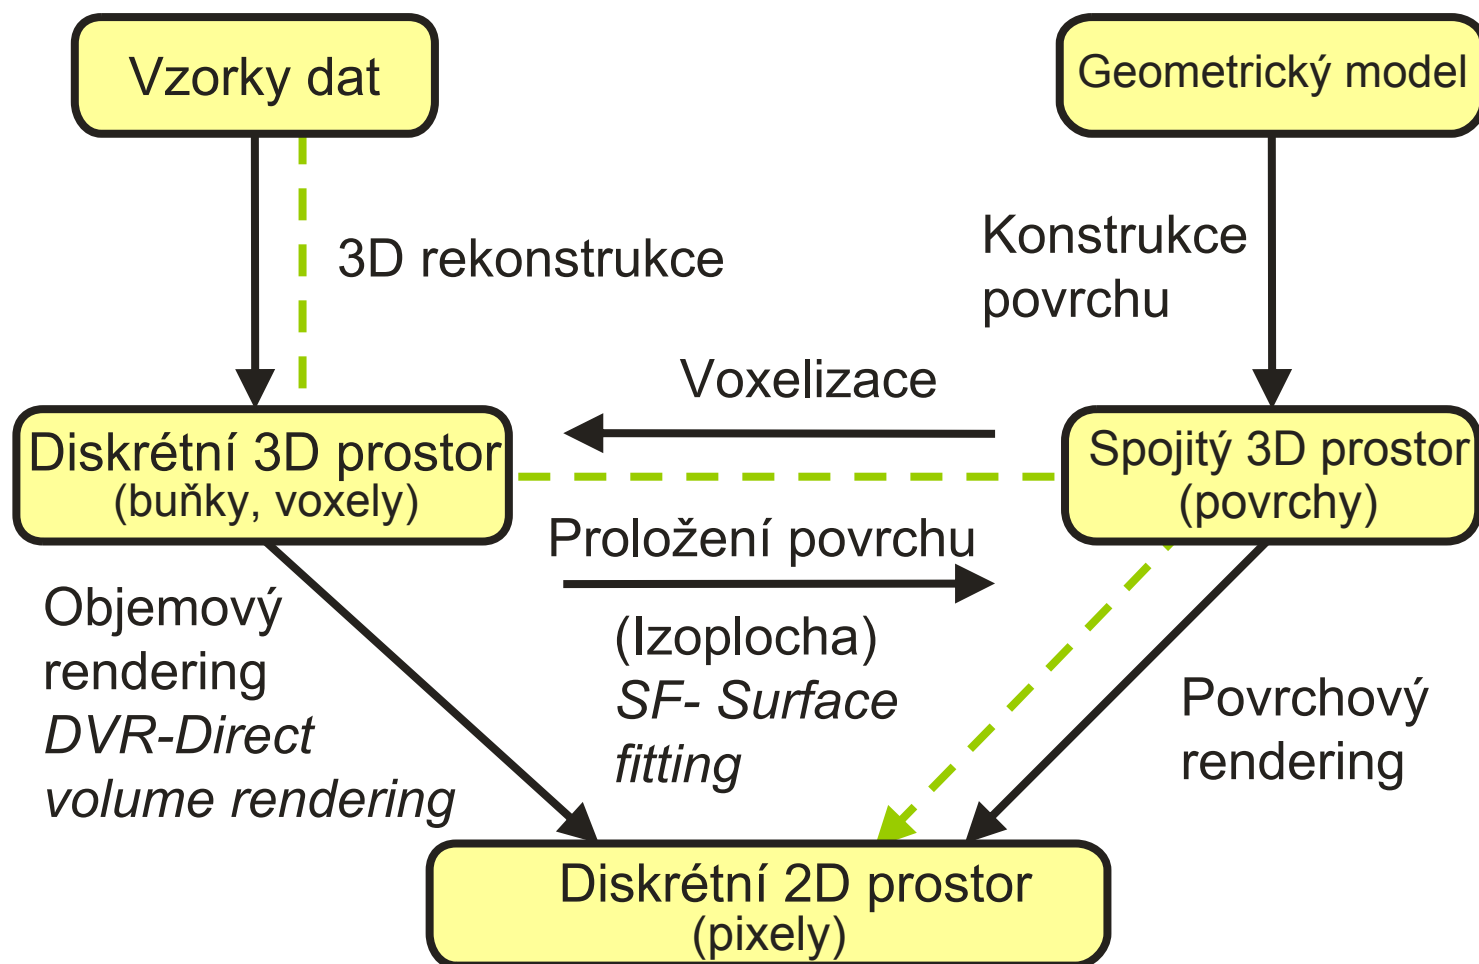 Vzorky dat
Geometrický model
3D rekonstrukce
Konstrukce
povrchu
Voxelizace
Diskrétní 3D prostor
(buňky, voxely)
Spojitý 3D prostor
(povrchy)
Proložení povrchu
(Izoplocha)
SF- Surface
fitting
Objemový
rendering
DVR-Direct
volume rendering
Povrchový
rendering
Diskrétní 2D prostor
(pixely)